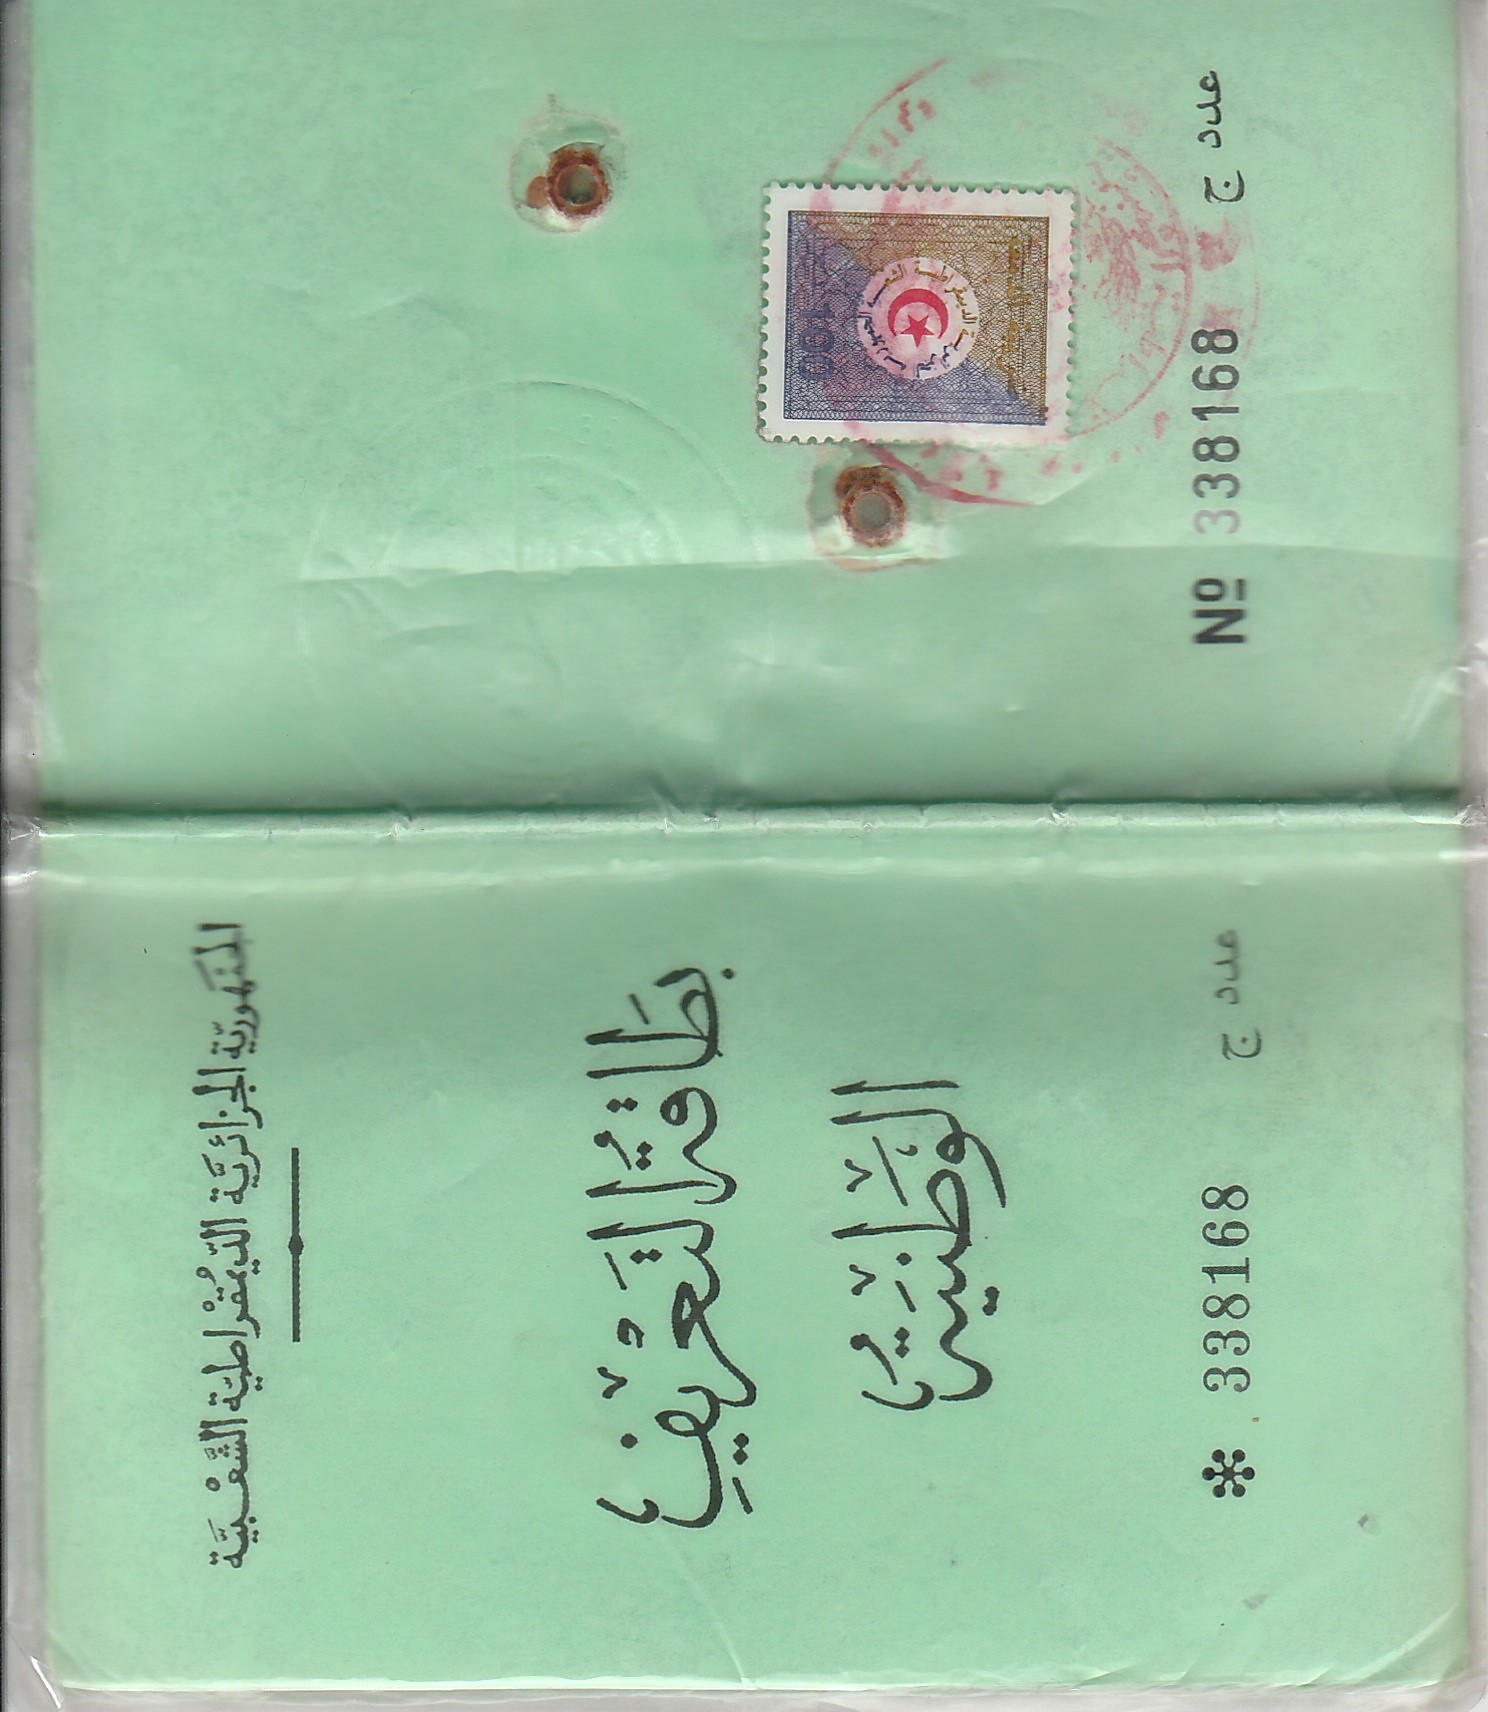 الجمهورية الجزائرية الديمقراطية الشعبية
بطاقة التعريف
الوطنية
عدد ج
338168 *
عدد ج
Nº 338168
100
الجمهورية الجزائرية الديمقراطية الشعبية